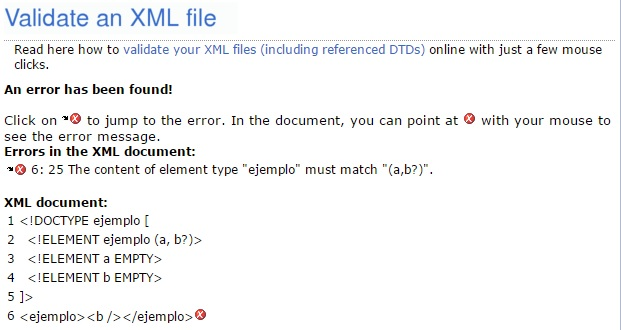 Validate an XML file
Read here how to validate your XML files (including referenced DTDs) online with just a few mouse
clicks.
An error has been found!
Click on to jump to the error. In the document, you can point at with your mouse to
see the error message.
Errors in the XML document:
6: 25 The content of element type "ejemplo" must match "(a,b?)".
XML document:
1 <!DOCTYPE ejemplo [
2 <!ELEMENT ejemplo (a, b?)>
3 <!ELEMENT a EMPTY>
4 <!ELEMENT b EMPTY>
5 ]>
6 <ejemplo><b /></ejemplo>